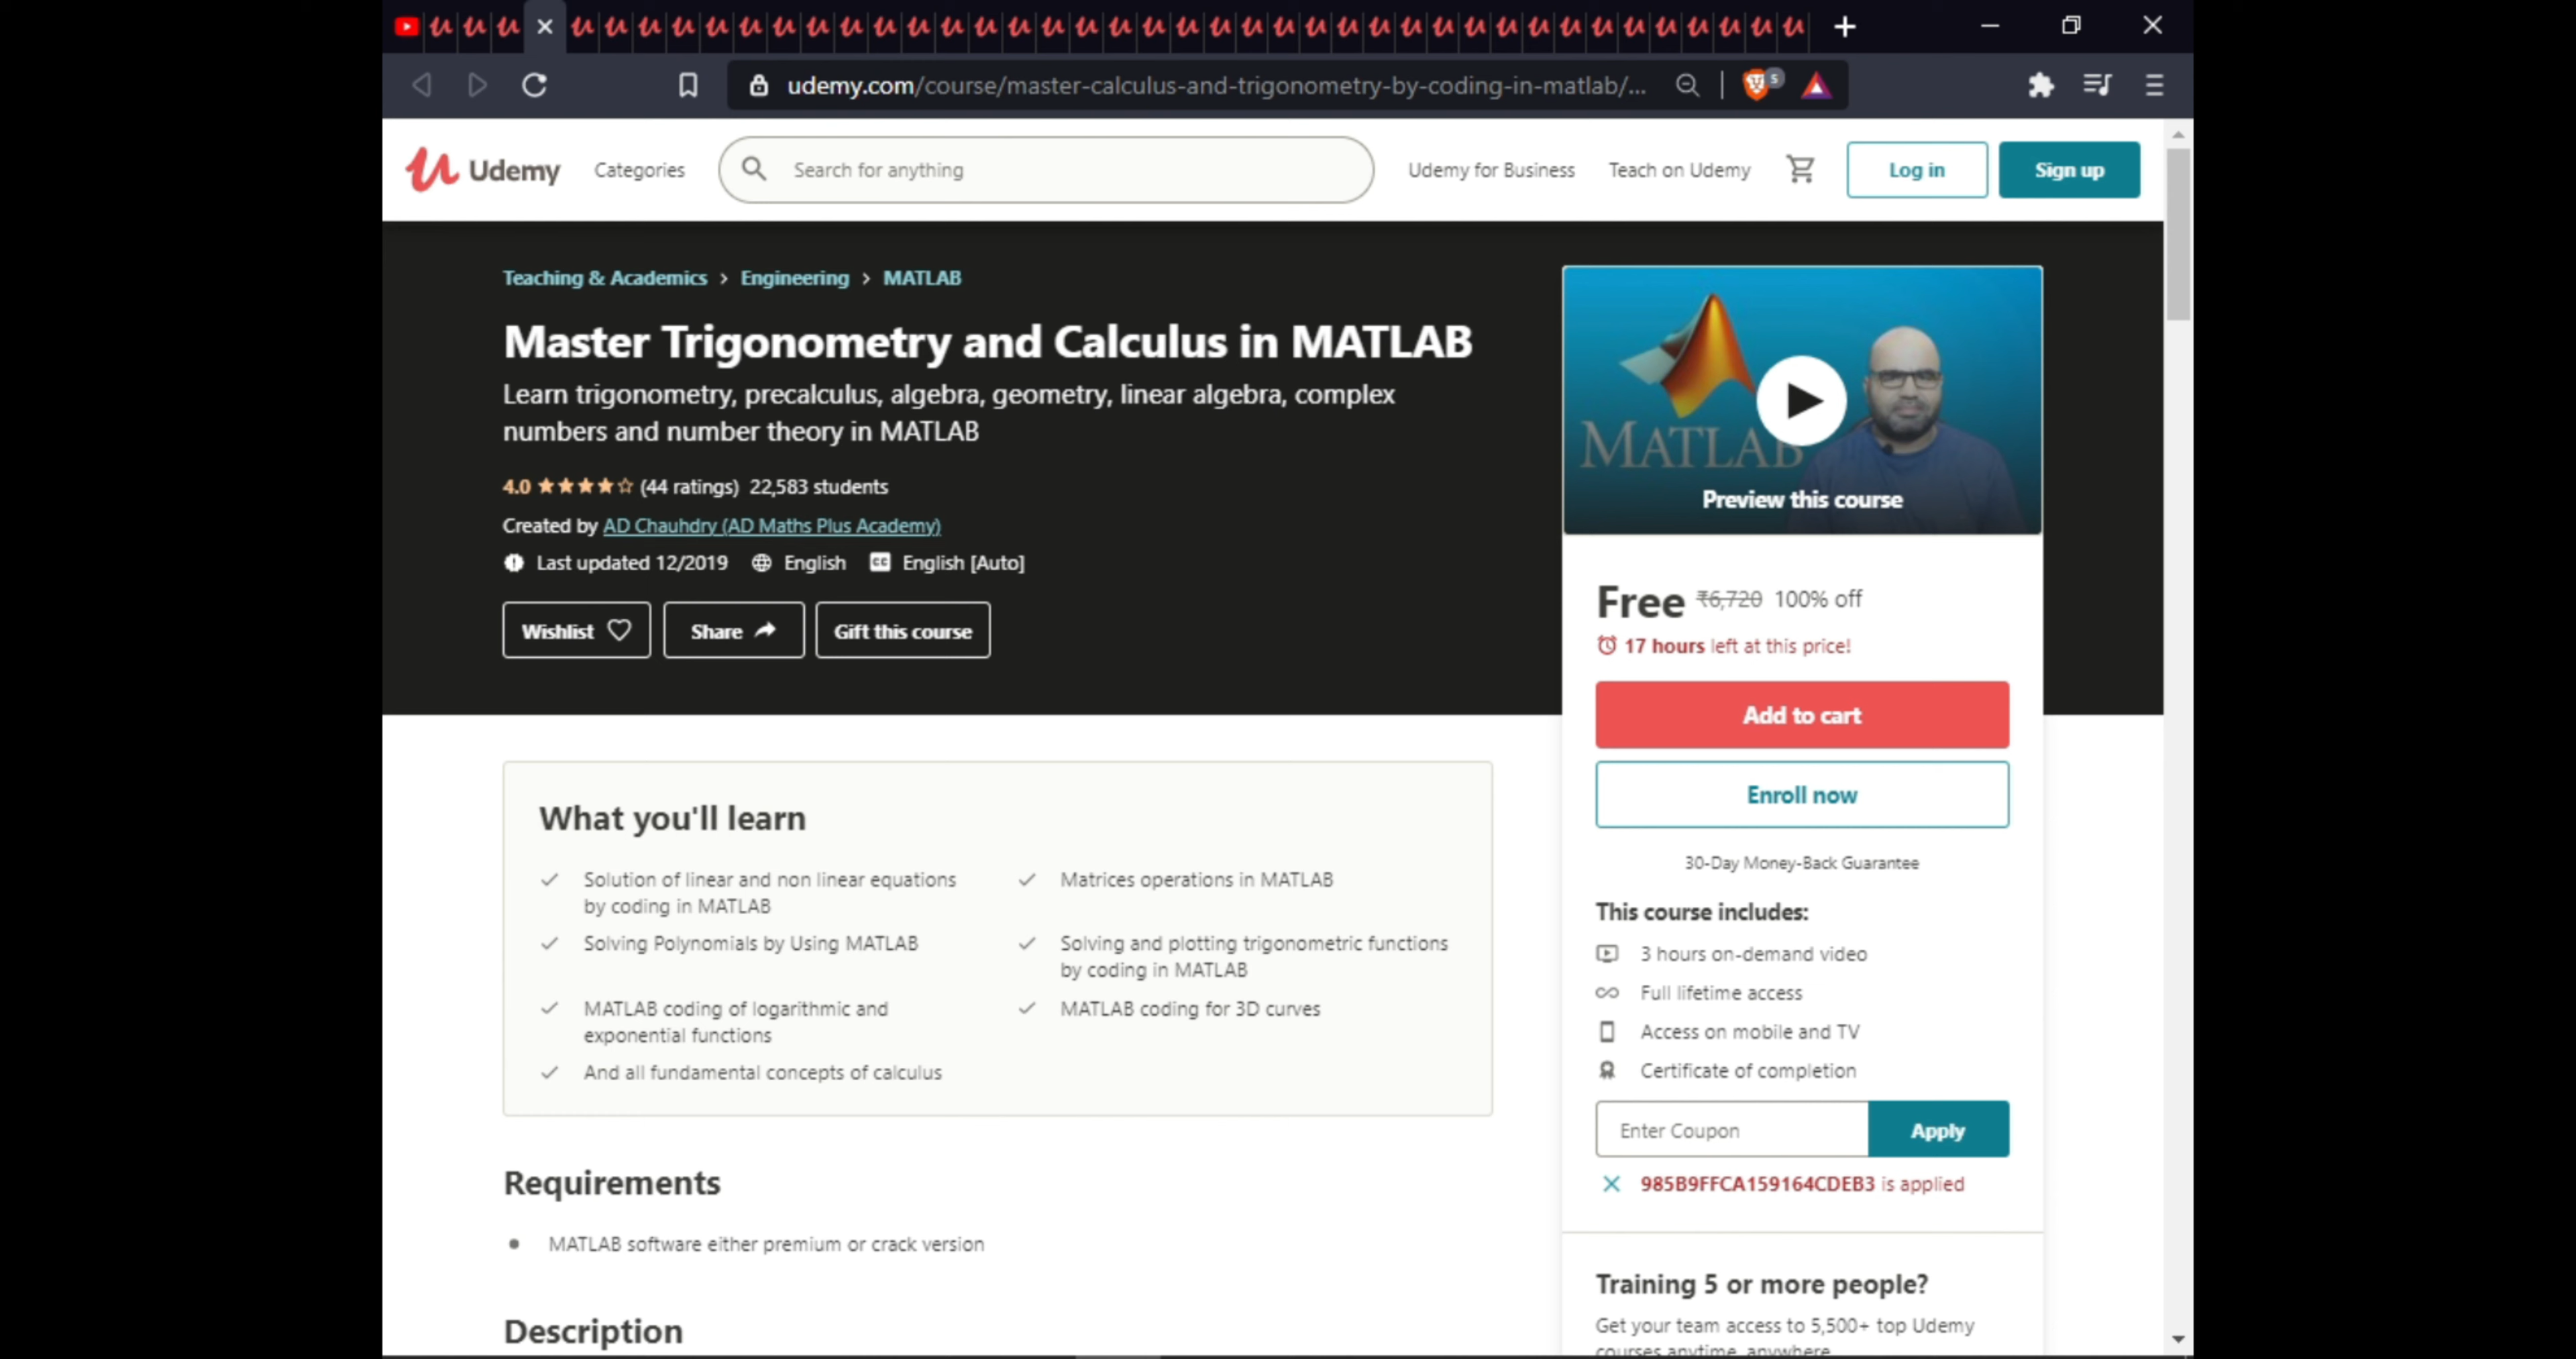 udemy.com/course/master-calculus-and-trigonometry-by-coding-in-matlab/...
5
Udemy
Categories
Search for anything
Udemy for Business
Teach on Udemy
Log in
Sign up
Teaching & Academics > Engineering > MATLAB
Master Trigonometry and Calculus in MATLAB
Learn trigonometry, precalculus, algebra, geometry, linear algebra, complex
numbers and number theory in MATLAB
4.0 (44 ratings) 22,583 students
Created by AD Chauhdry (AD Maths Plus Academy)
Last updated 12/2019 English CC English [Auto]
Wishlist
Share
Gift this course
MATLAB
Preview this course
Free ₹6,720 100% off
17 hours left at this price!
Add to cart
Enroll now
30-Day Money-Back Guarantee
This course includes:
3 hours on-demand video
Full lifetime access
Access on mobile and TV
Certificate of completion
Enter Coupon
Apply
985B9FFCA159164CDEB3 is applied
Training 5 or more people?
Get your team access to 5,500+ top Udemy
courses anytime, anywhere
What you'll learn
Solution of linear and non linear equations
by coding in MATLAB
Matrices operations in MATLAB
Solving Polynomials by Using MATLAB
Solving and plotting trigonometric functions
by coding in MATLAB
MATLAB coding of logarithmic and
exponential functions
MATLAB coding for 3D curves
And all fundamental concepts of calculus
Requirements
MATLAB software either premium or crack version
Description